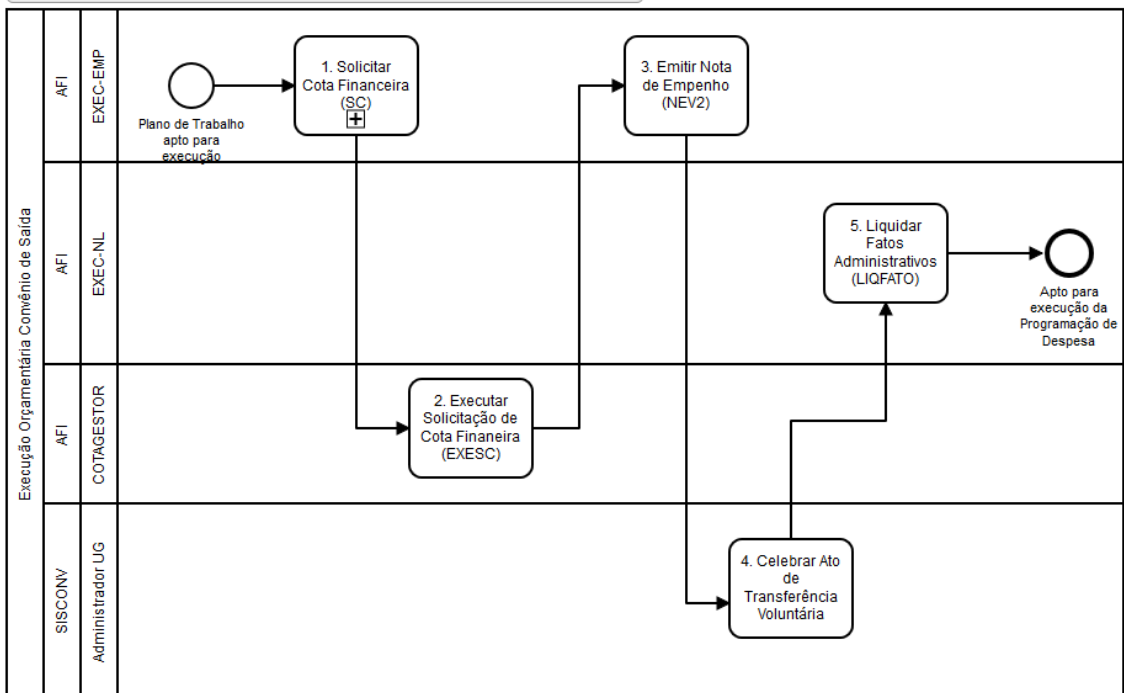 Execução Orçamentária Convênio de Saída
AFI
EXEC-EMP
Plano de Trabalho
apto para
execução
1. Solicitar
Cota Financeira
(SC)
3. Emitir Nota
de Empenho
(NEV2)
AFI
EXEC-NL
5. Liquidar
Fatos
Administrativos
(LIQFATO)
Apto para
execução da
Programação de
Despesa
AFI
COTAGESTOR
2. Executar
Solicitação de
Cota Finaneira
(EXESC)
SISCONV
Administrador UG
4. Celebrar Ato
de
Transferência
Voluntária